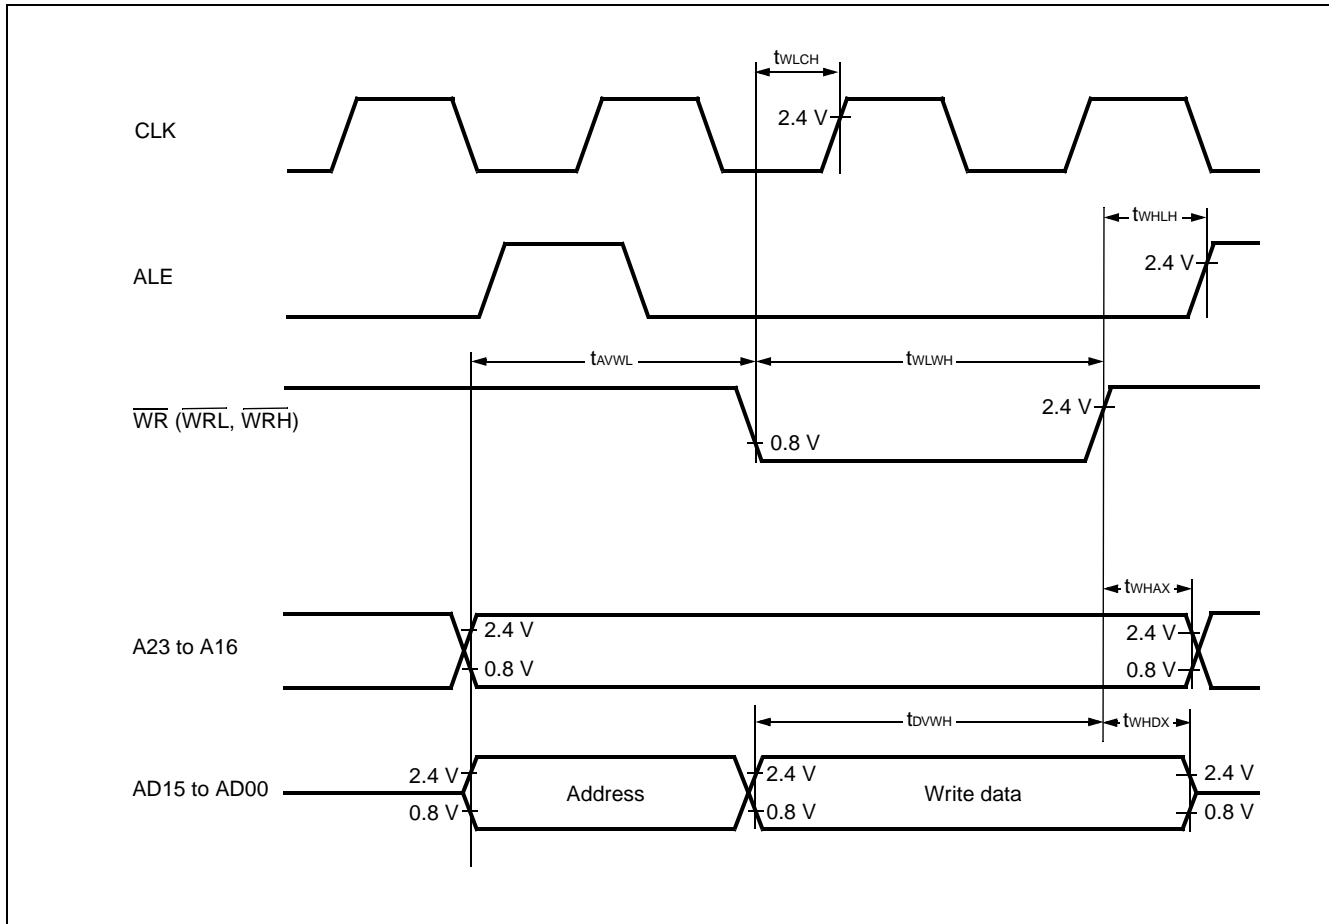 tWLCH
CLK
2.4 V
tWHLH
ALE
2.4 V
tAVWL
tWLWH
WR (WRL, WRH)
2.4 V
0.8 V
tWHAX
A23 to A16
2.4 V
0.8 V
2.4 V
0.8 V
tDVWH
tWHDX
AD15 to AD00
2.4 V
0.8 V
Address
2.4 V
0.8 V
Write data
2.4 V
0.8 V